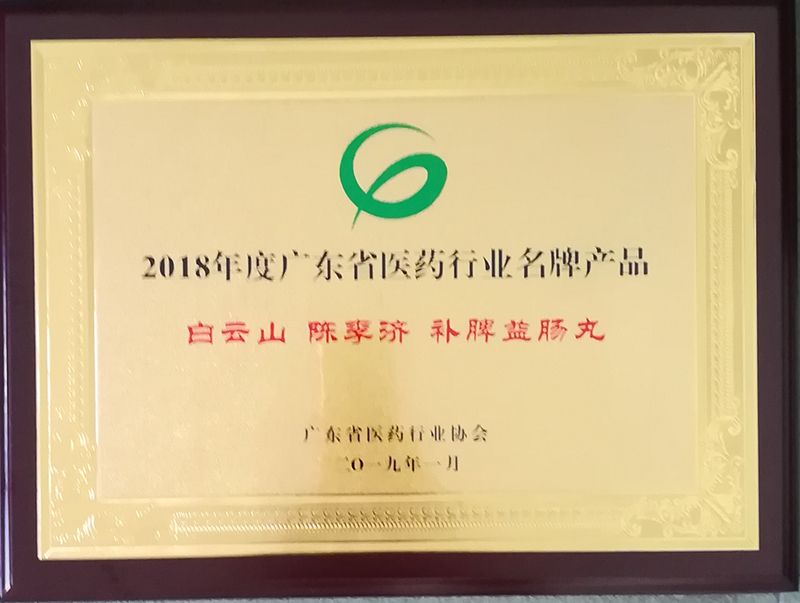 2018年度广东省医药行业名牌产品
白云山 陈李济 补脾益肠丸
广东省医药行业协会
二〇一九年一月